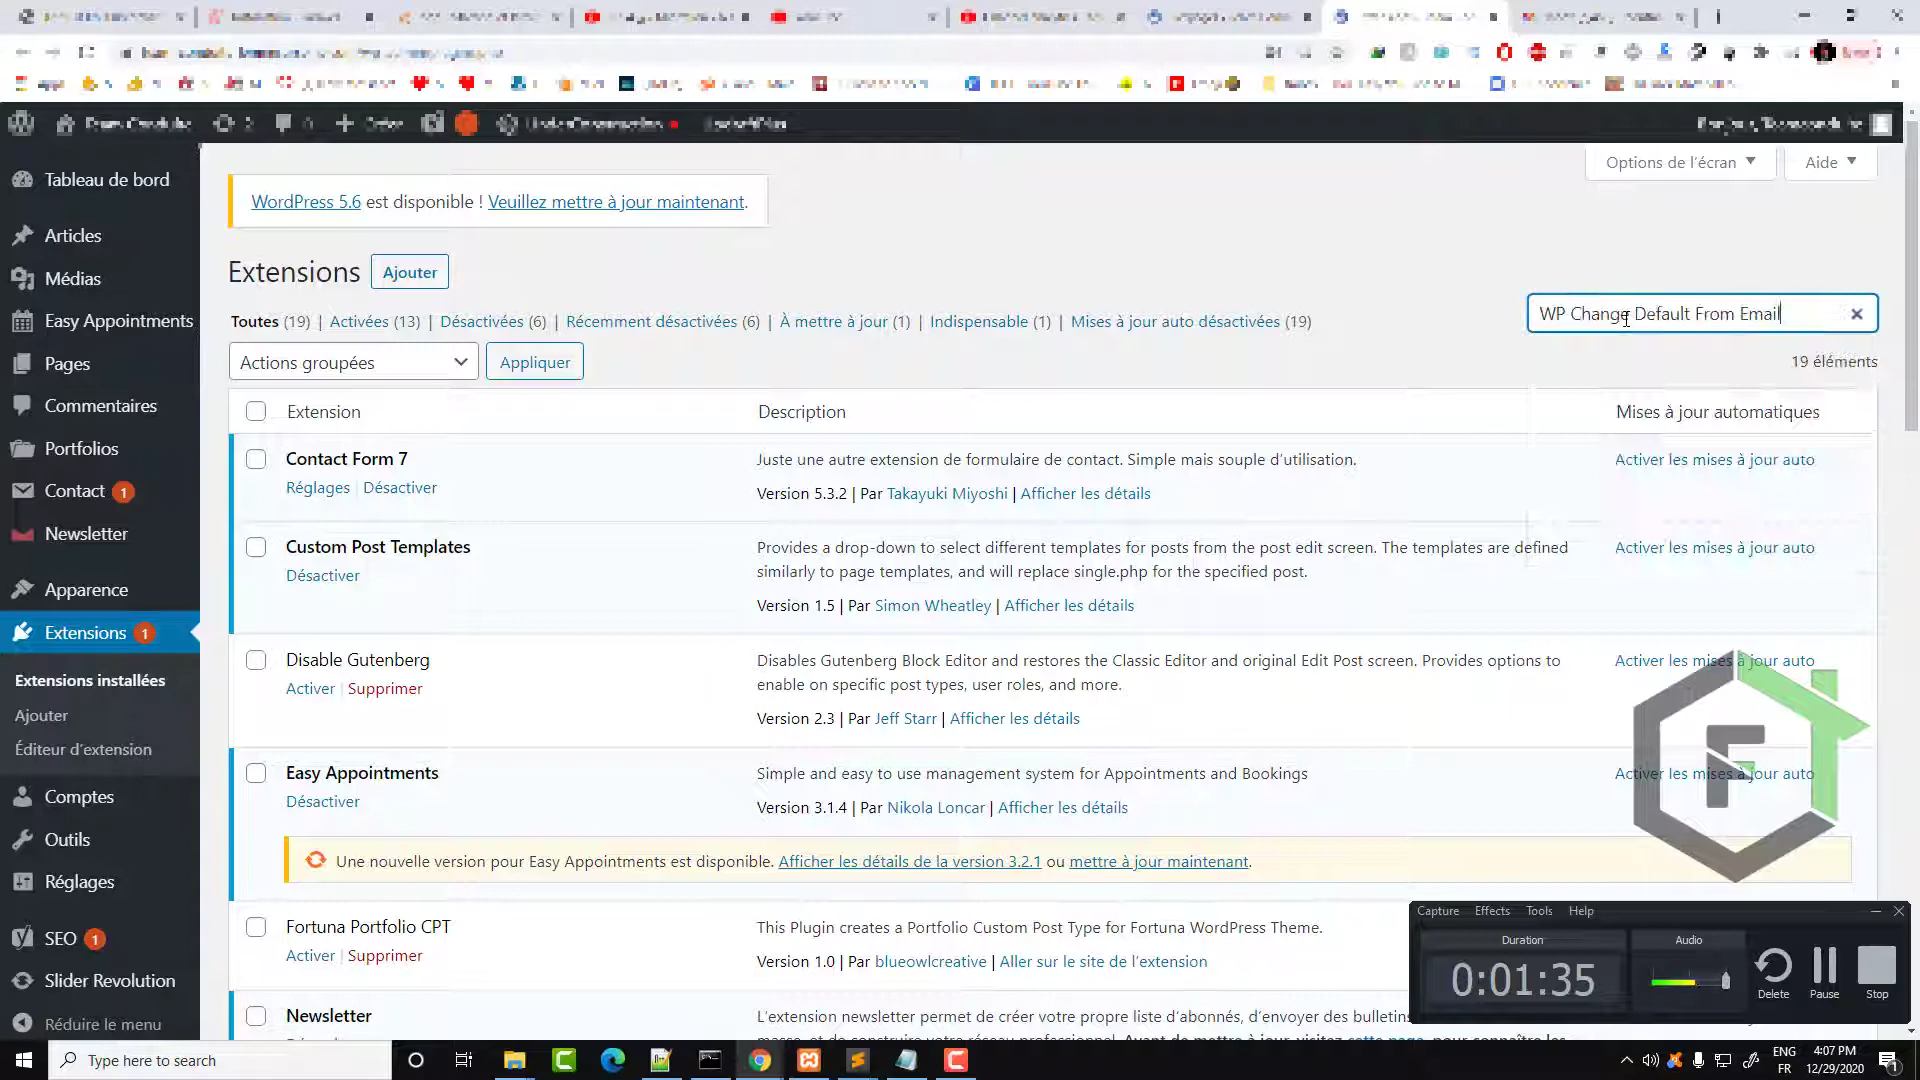 Options de l'écran
Aide
Tableau de bord
WordPress 5.6 est disponible ! Veuillez mettre à jour maintenant.
Articles
Médias
Easy Appointments
Pages
Commentaires
Portfolios
Contact 1
Newsletter
Apparence
Extensions 1
Extensions installées
Ajouter
Éditeur d'extension
Comptes
Outils
Réglages
SEO 1
Slider Revolution
Réduire le menu
Extensions Ajouter
WP Change Default From Email
Toutes (19) | Activées (13) | Désactivées (6) | Récemment désactivées (6) | À mettre à jour (1) | Indispensable (1) | Mises à jour auto désactivées (19)
Actions groupées Appliquer
19 éléments
Extension Description Mises à jour automatiques
Contact Form 7
Réglages | Désactiver
Juste une autre extension de formulaire de contact. Simple mais souple d'utilisation.
Version 5.3.2 | Par Takayuki Miyoshi | Afficher les détails
Activer les mises à jour auto
Custom Post Templates
Désactiver
Provides a drop-down to select different templates for posts from the post edit screen. The templates are defined
similarly to page templates, and will replace single.php for the specified post.
Version 1.5 | Par Simon Wheatley | Afficher les détails
Activer les mises à jour auto
Disable Gutenberg
Activer | Supprimer
Disables Gutenberg Block Editor and restores the Classic Editor and original Edit Post screen. Provides options to
enable on specific post types, user roles, and more.
Version 2.3 | Par Jeff Starr | Afficher les détails
Activer les mises à jour auto
Easy Appointments
Désactiver
Simple and easy to use management system for Appointments and Bookings
Version 3.1.4 | Par Nikola Loncar | Afficher les détails
Activer les mises à jour auto
Une nouvelle version pour Easy Appointments est disponible. Afficher les détails de la version 3.2.1 ou mettre à jour maintenant.
Fortuna Portfolio CPT
Activer | Supprimer
This Plugin creates a Portfolio Custom Post Type for Fortuna WordPress Theme.
Version 1.0 | Par blueowlcreative | Aller sur le site de l'extension
Newsletter
L'extension newsletter permet de créer votre propre liste d'abonnés, d'envoyer des bulletins
F
Capture Effects Tools Help
Duration Audio
0:01:35
Delete Pause Stop
Type here to search
ENG
FR
4:07 PM
12/29/2020
1